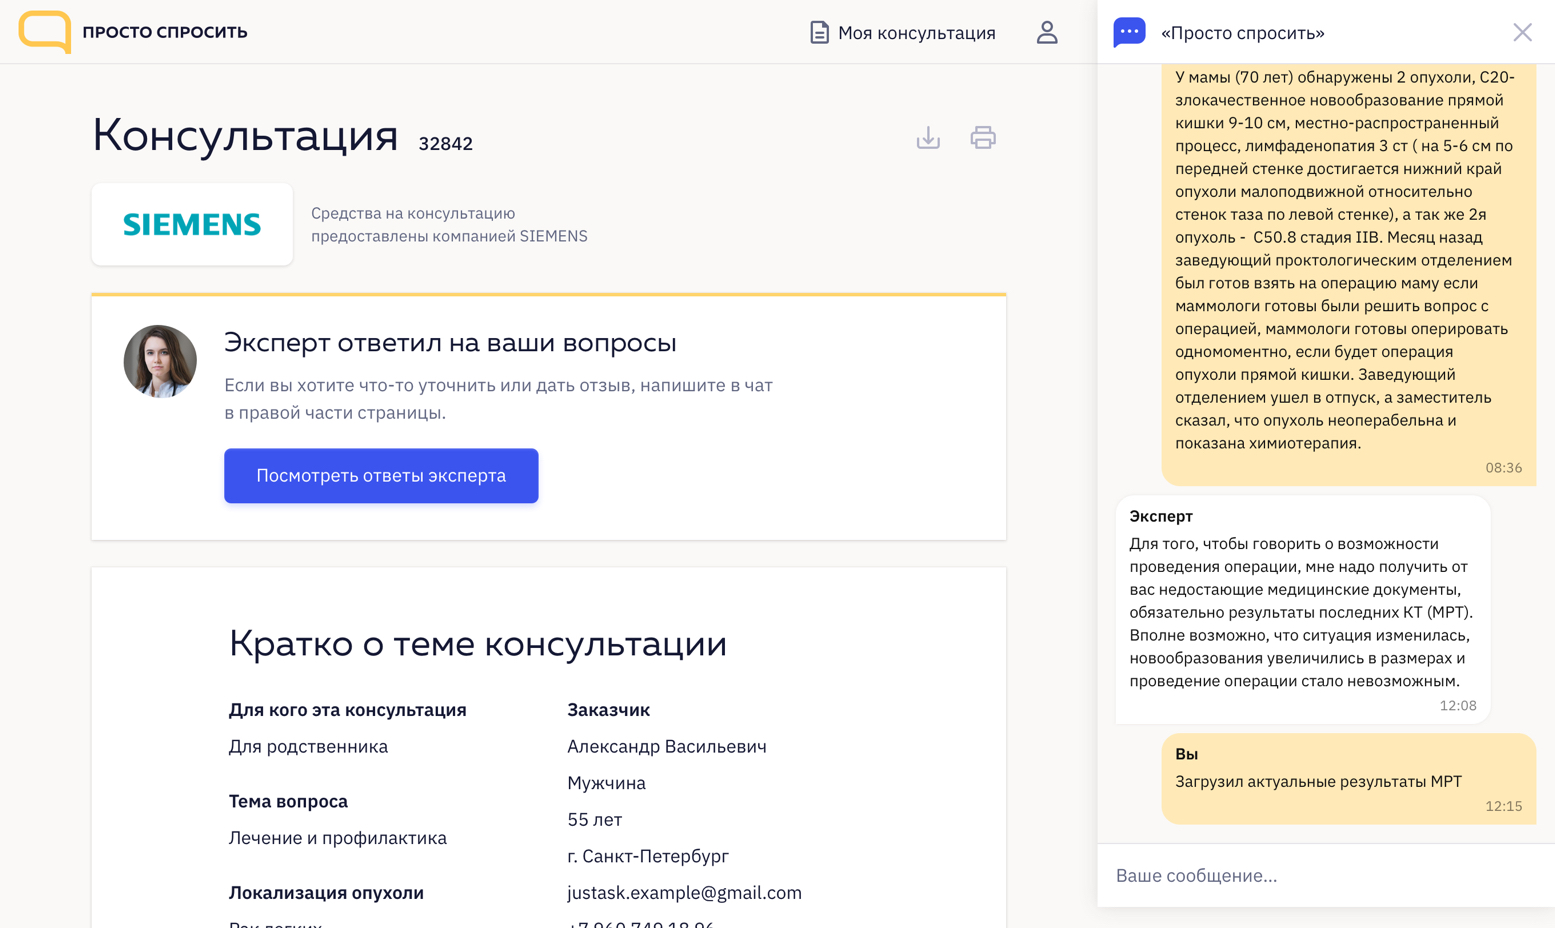 ПРОСТО СПРОСИТЬ
Моя консультация
Консультация 32842
SIEMENS
Средства на консультацию
предоставлены компанией SIEMENS
Эксперт ответил на ваши вопросы
Если вы хотите что-то уточнить или дать отзыв, напишите в чат
в правой части страницы.
Посмотреть ответы эксперта
Кратко о теме консультации
Для кого эта консультация
Для родственника
Тема вопроса
Лечение и профилактика
Локализация опухоли
Рак легких
Заказчик
Александр Васильевич
Мужчина
55 лет
г. Санкт-Петербург
justask.example@gmail.com
«Просто спросить»
У мамы (70 лет) обнаружены 2 опухоли, С20-
злокачественное новообразование прямой
кишки 9-10 см, местно-распространенный
процесс, лимфаденопатия 3 ст ( на 5-6 см по
передней стенке достигается нижний край
опухоли малоподвижной относительно
стенок таза по левой стенке), а так же 2я
опухоль - С50.8 стадия IIB. Месяц назад
заведующий проктологическим отделением
был готов взять на операцию маму если
маммологи готовы были решить вопрос с
операцией, маммологи готовы оперировать
одномоментно, если будет операция
опухоли прямой кишки. Заведующий
отделением ушел в отпуск, а заместитель
сказал, что опухоль неоперабельна и
показана химиотерапия.
08:36
Эксперт
Для того, чтобы говорить о возможности
проведения операции, мне надо получить от
вас недостающие медицинские документы,
обязательно результаты последних КТ (МРТ).
Вполне возможно, что ситуация изменилась,
новообразования увеличились в размерах и
проведение операции стало невозможным.
12:08
Вы
Загрузил актуальные результаты МРТ
12:15
Ваше сообщение...